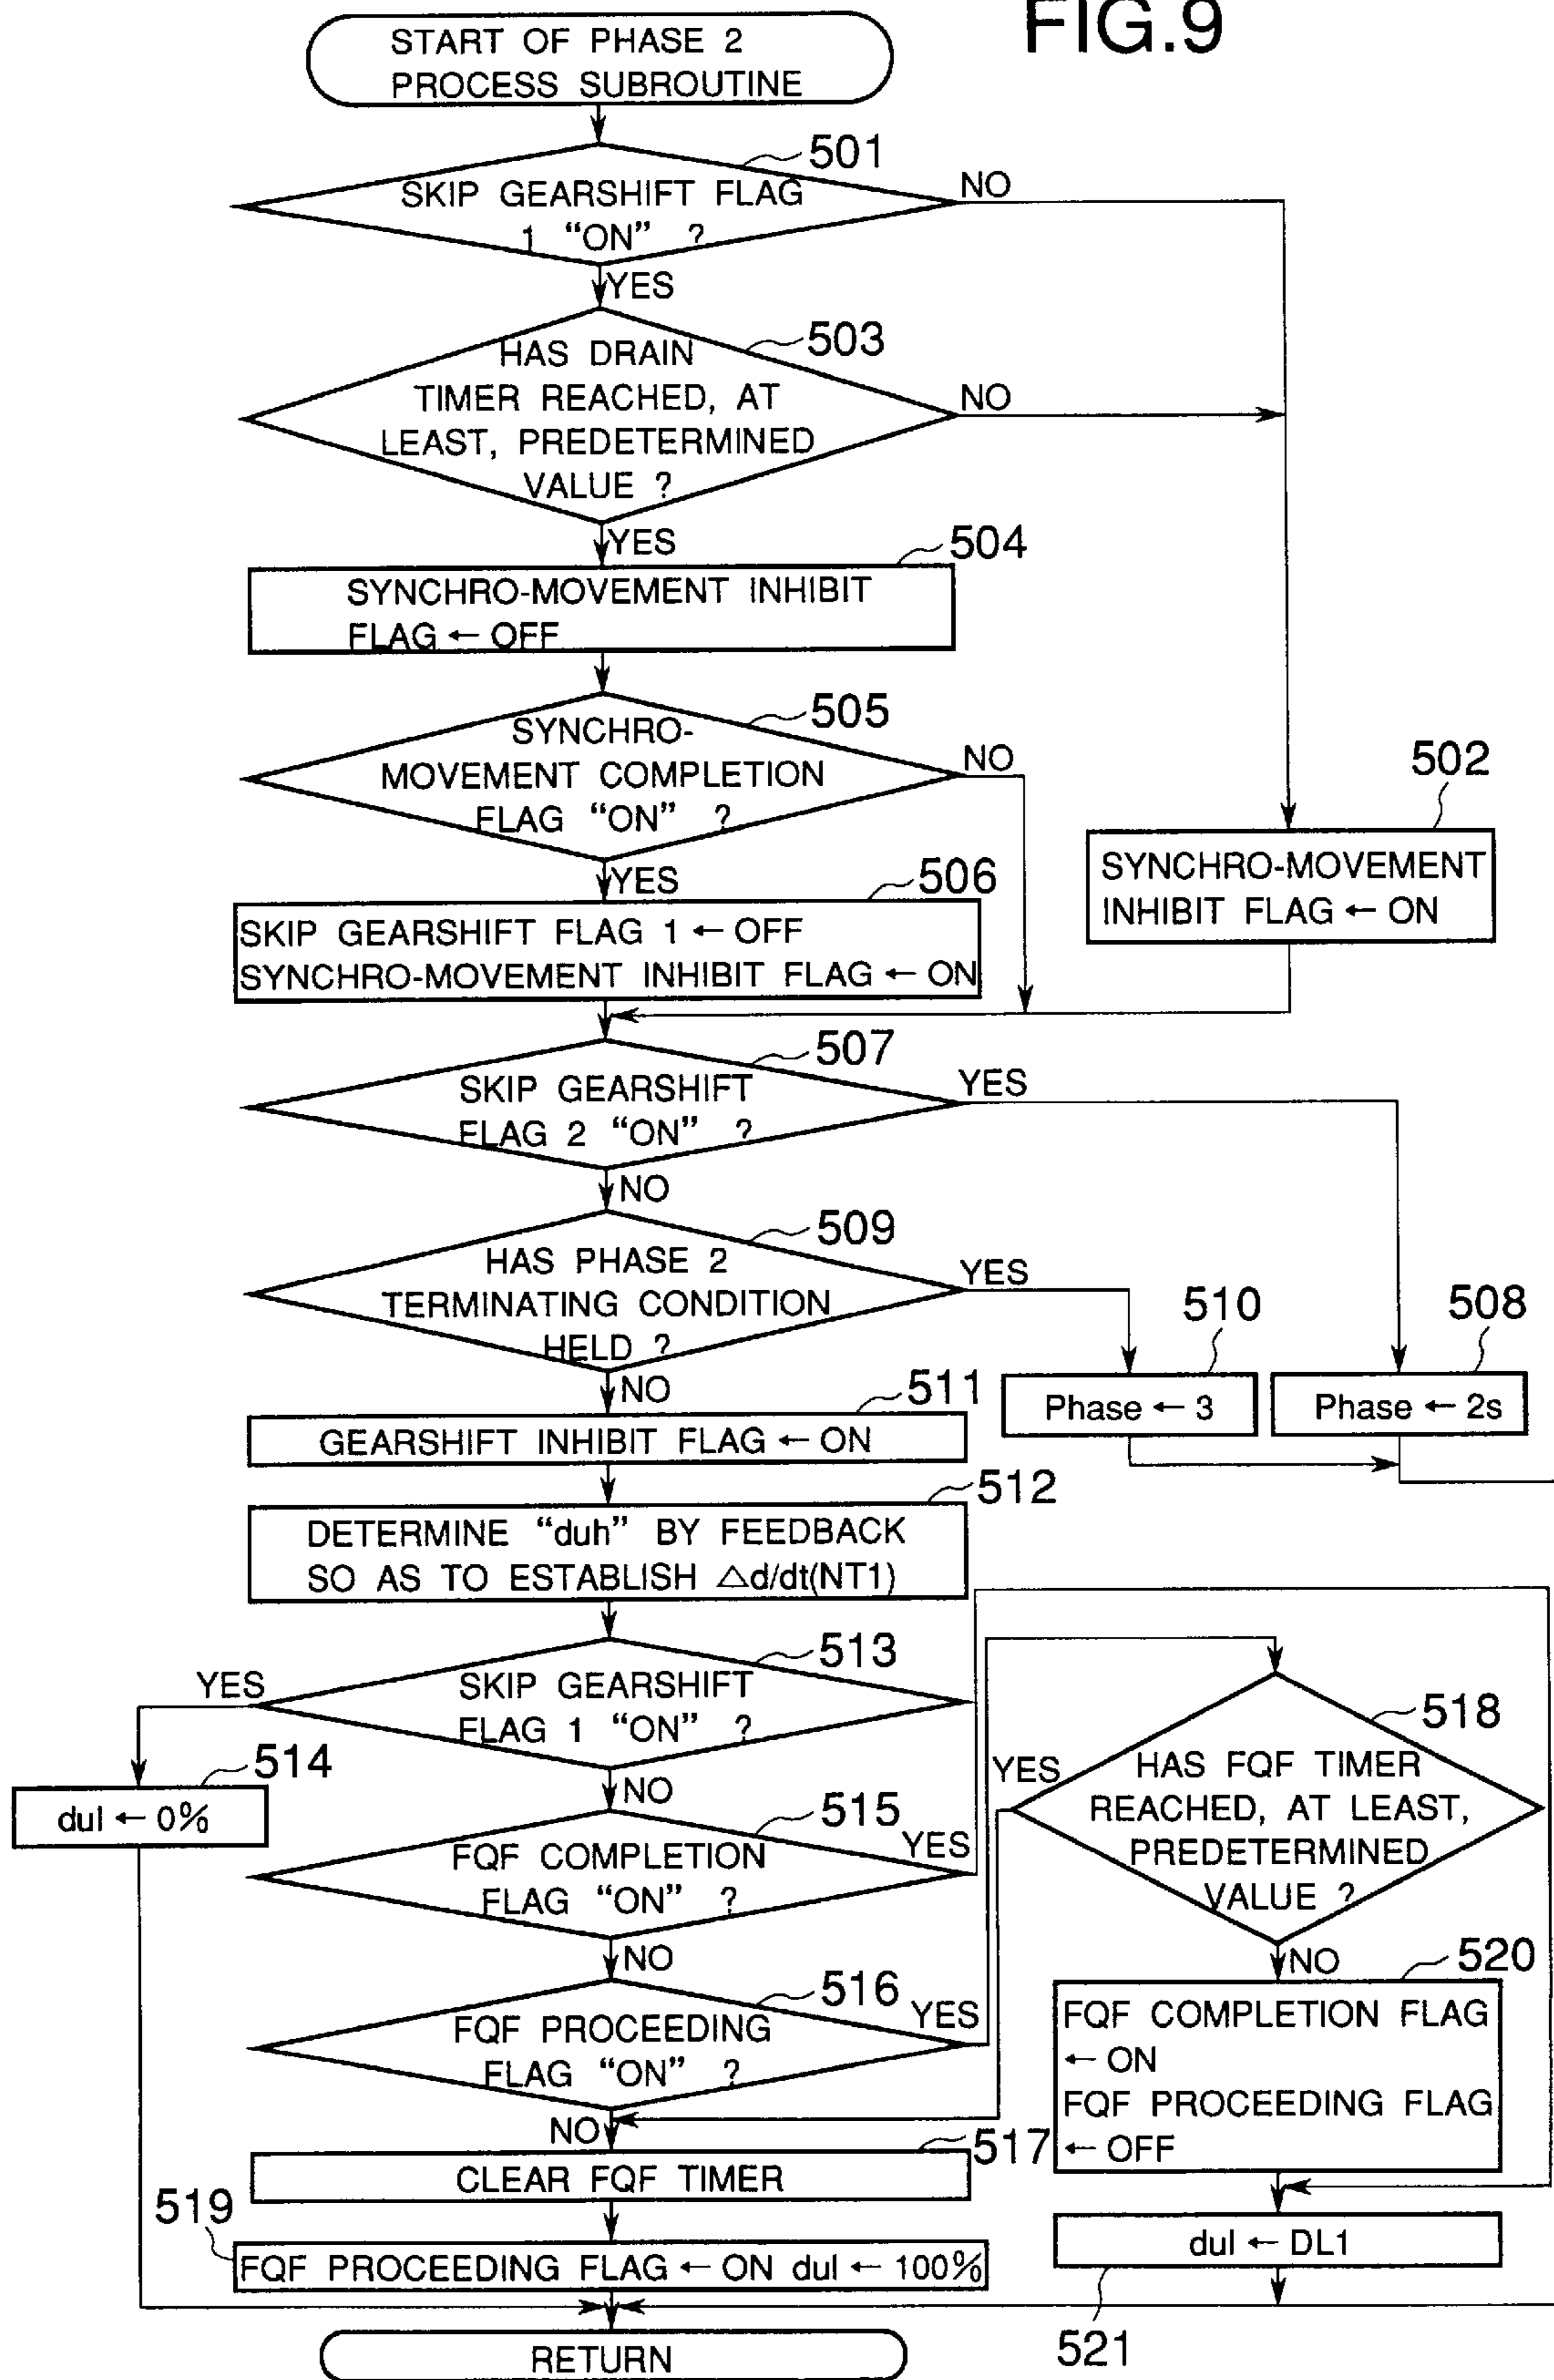 FIG.9
START OF PHASE 2
PROCESS SUBROUTINE
501
SKIP GEARSHIFT FLAG
1 “ON” ?
NO
YES
503
HAS DRAIN
TIMER REACHED, AT
LEAST, PREDETERMINED
VALUE ?
NO
YES
504
SYNCHRO-MOVEMENT INHIBIT
FLAG ← OFF
505
SYNCHRO-
MOVEMENT COMPLETION
FLAG “ON” ?
NO
YES
502
SYNCHRO-MOVEMENT
INHIBIT FLAG ← ON
506
SKIP GEARSHIFT FLAG 1 ← OFF
SYNCHRO-MOVEMENT INHIBIT FLAG ← ON
507
SKIP GEARSHIFT
FLAG 2 “ON” ?
YES
NO
509
HAS PHASE 2
TERMINATING CONDITION
HELD ?
YES
NO
510
Phase ← 3
508
Phase ← 2s
511
GEARSHIFT INHIBIT FLAG ← ON
512
DETERMINE “duh” BY FEEDBACK
SO AS TO ESTABLISH △d/dt(NT1)
513
SKIP GEARSHIFT
FLAG 1 “ON” ?
YES
NO
514
dul ← 0%
515
FQF COMPLETION
FLAG “ON” ?
YES
NO
516
FQF PROCEEDING
FLAG “ON” ?
YES
NO
518
HAS FQF TIMER
REACHED, AT LEAST,
PREDETERMINED
VALUE ?
YES
NO
520
FQF COMPLETION FLAG
← ON
FQF PROCEEDING FLAG
← OFF
517
CLEAR FQF TIMER
519
FQF PROCEEDING FLAG ← ON dul ← 100%
dul ← DL1
521
RETURN